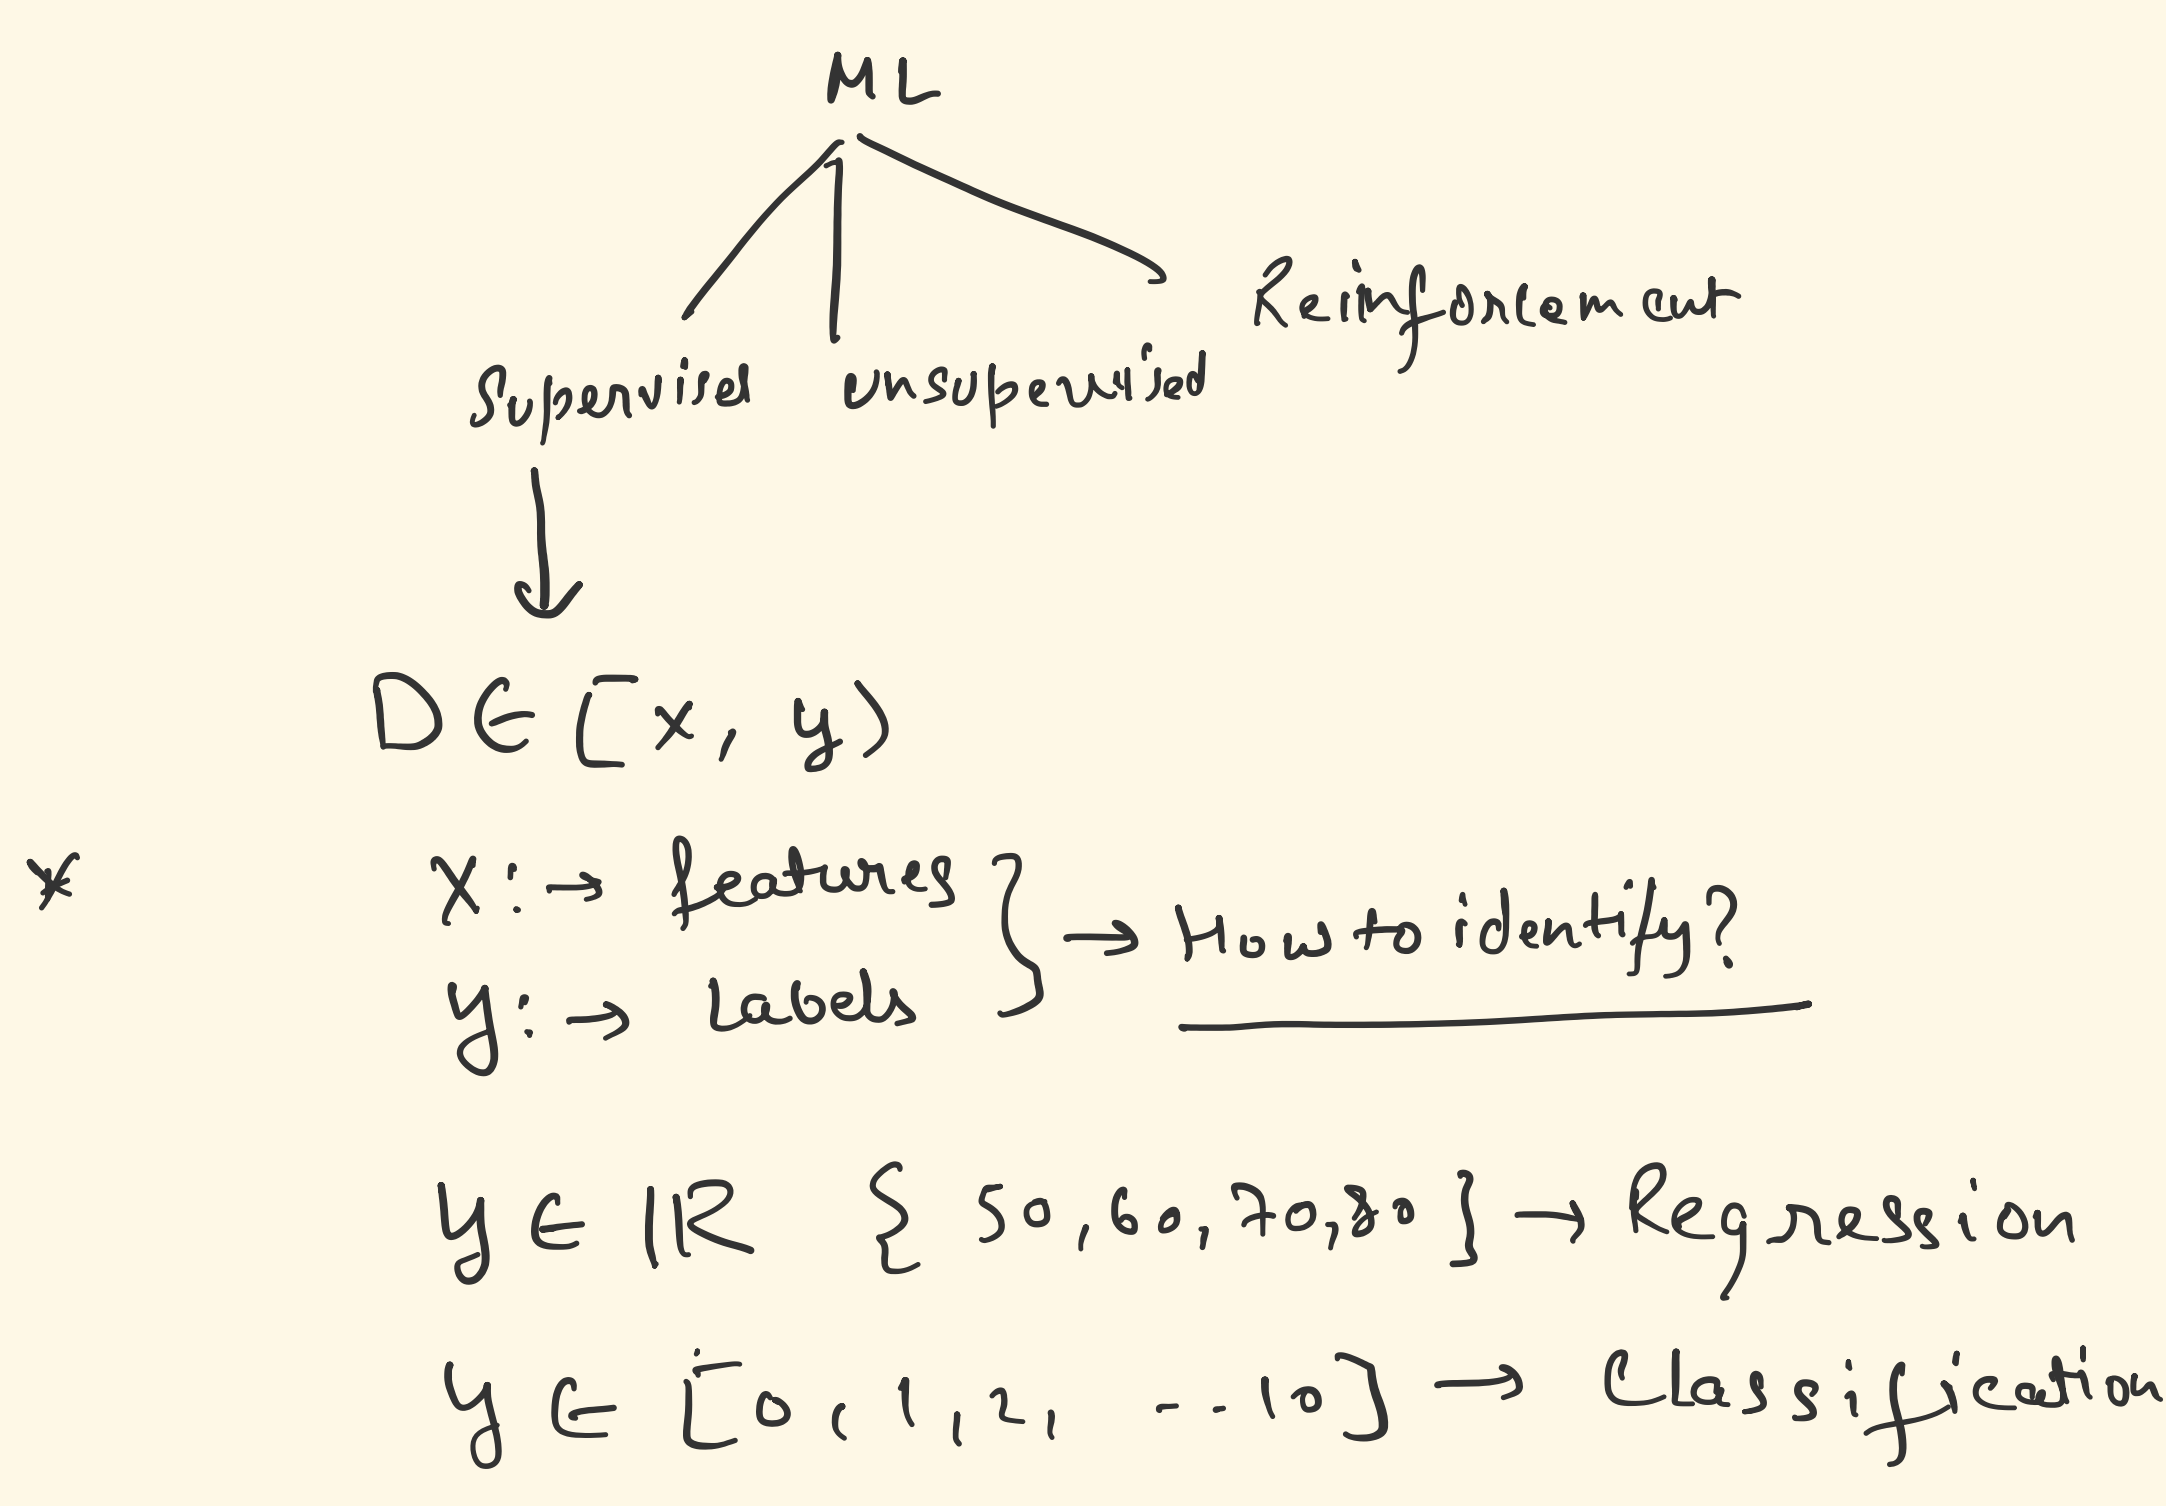 ML
Reinforcement
Supervised unsupervised
D ∈ [x, y)
* X: → features
y: → Labels
} → How to identify?
y ∈ ℝ { 50, 60, 70, 80 } → Regression
y ∈ [0, 1, 2, - - 10] → Classification